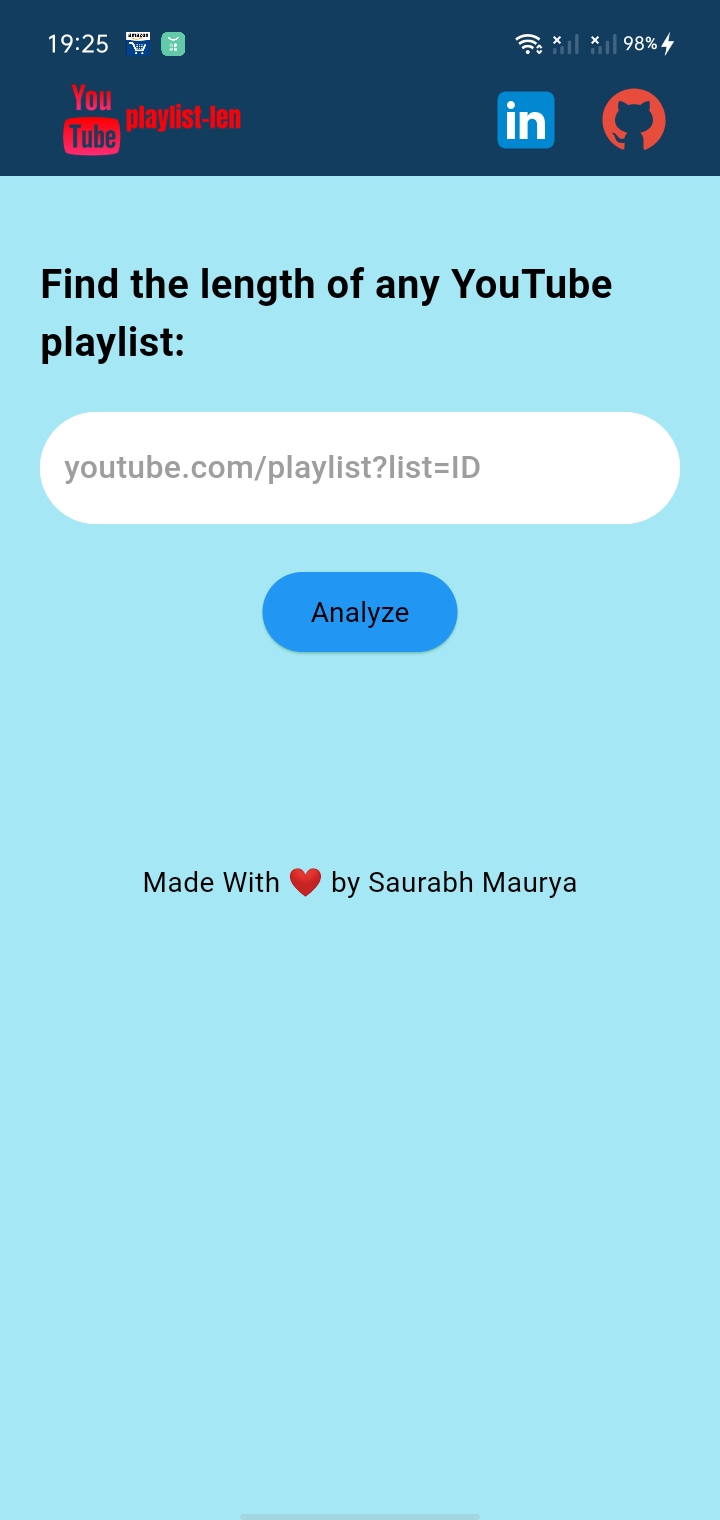 19:25
amazon
98%
You
Tube
playlist-len
in
Find the length of any YouTube
playlist:
youtube.com/playlist?list=ID
Analyze
Made With ❤️ by Saurabh Maurya